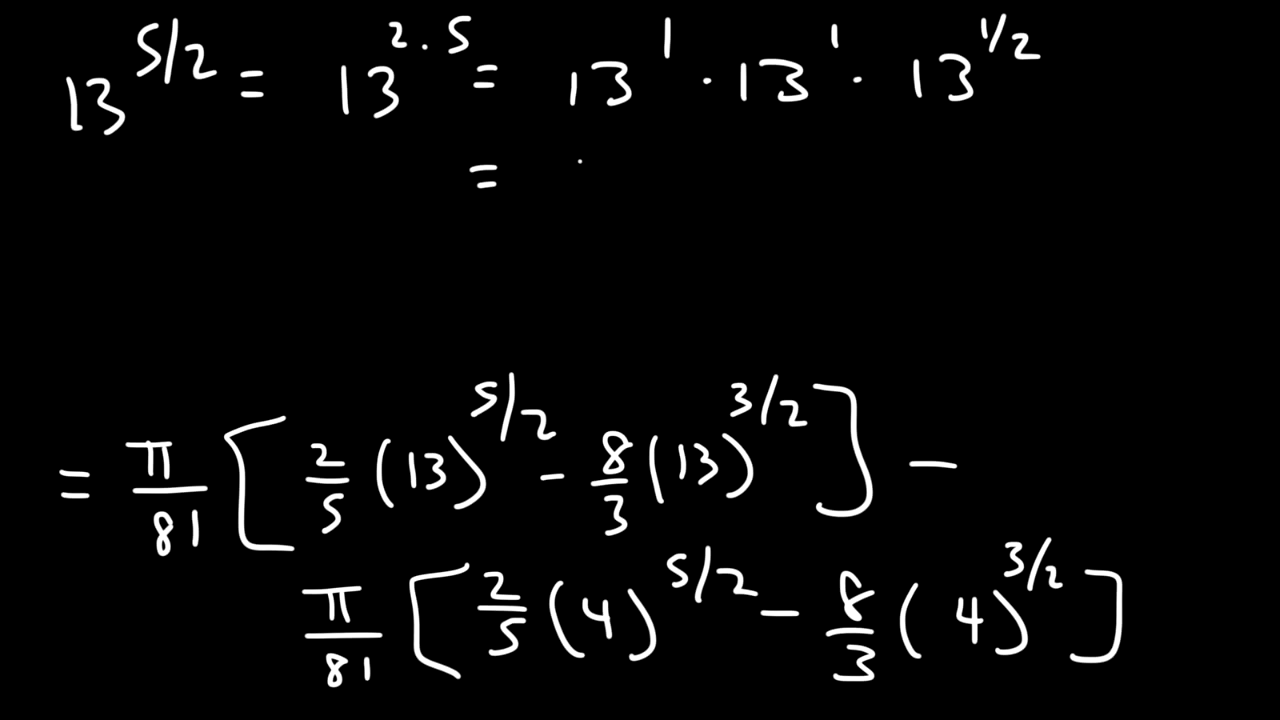 13^{5/2} = 13^{2.5} = 13^1 · 13^1 · 13^{1/2}
= ·
= π/81 [ 2/5 (13)^{5/2} - 8/3 (13)^{3/2} ] -
π/81 [ 2/5 (4)^{5/2} - 8/3 (4)^{3/2} ]